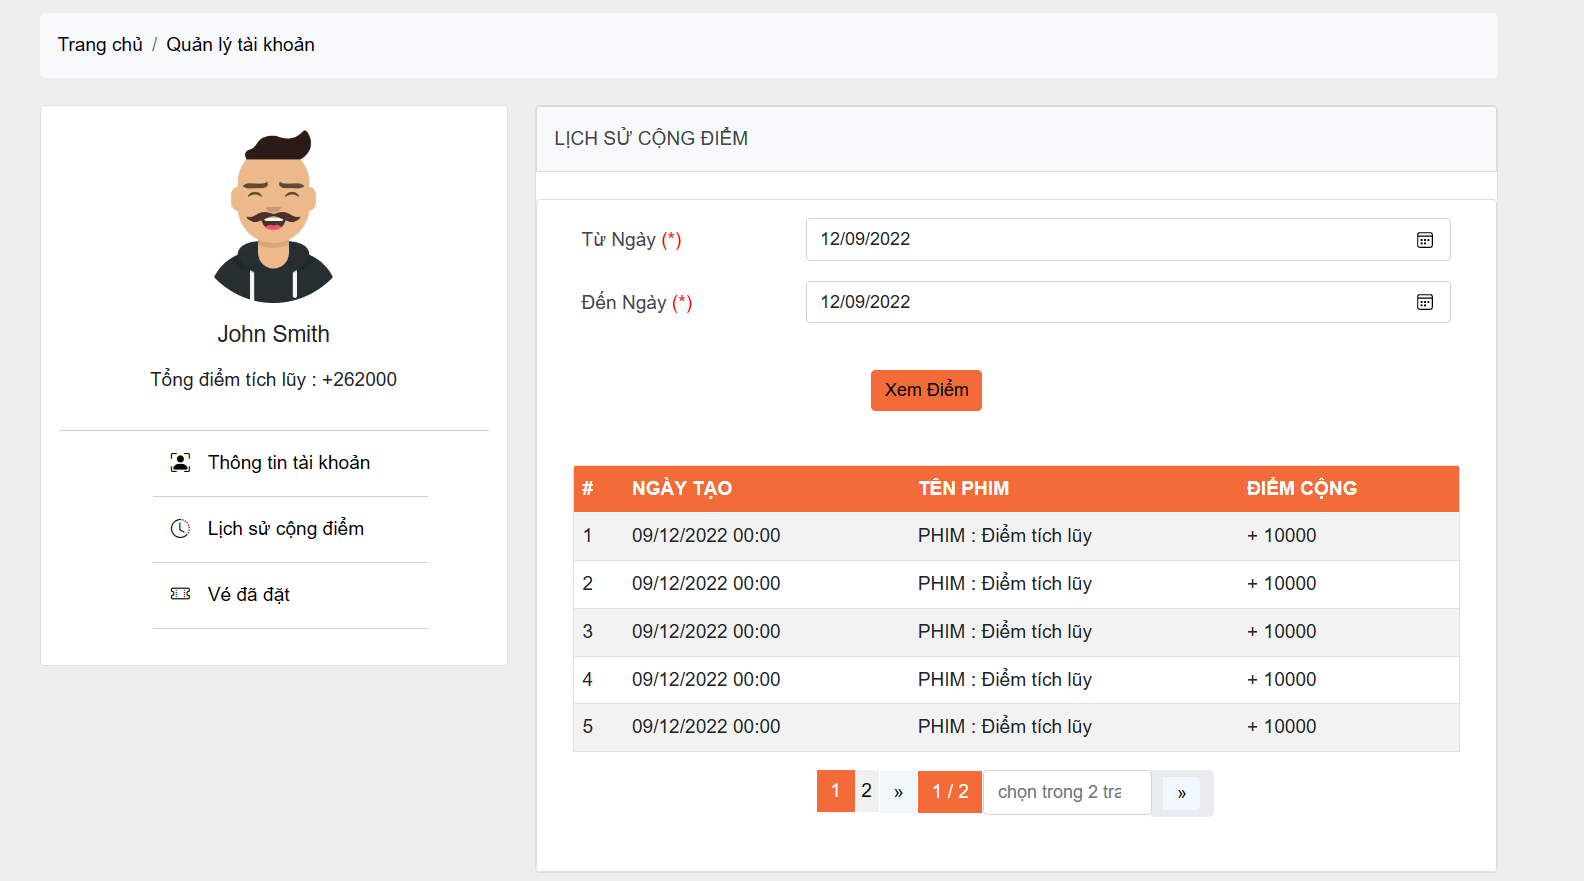 Trang chủ / Quản lý tài khoản
John Smith
Tổng điểm tích lũy : +262000
Thông tin tài khoản
Lịch sử cộng điểm
Vé đã đặt
LỊCH SỬ CỘNG ĐIỂM
Từ Ngày (*) 12/09/2022
Đến Ngày (*) 12/09/2022
Xem Điểm
# NGÀY TẠO TÊN PHIM ĐIỂM CỘNG
1 09/12/2022 00:00 PHIM : Điểm tích lũy + 10000
2 09/12/2022 00:00 PHIM : Điểm tích lũy + 10000
3 09/12/2022 00:00 PHIM : Điểm tích lũy + 10000
4 09/12/2022 00:00 PHIM : Điểm tích lũy + 10000
5 09/12/2022 00:00 PHIM : Điểm tích lũy + 10000
1 2 » 1 / 2 chọn trong 2 tra »